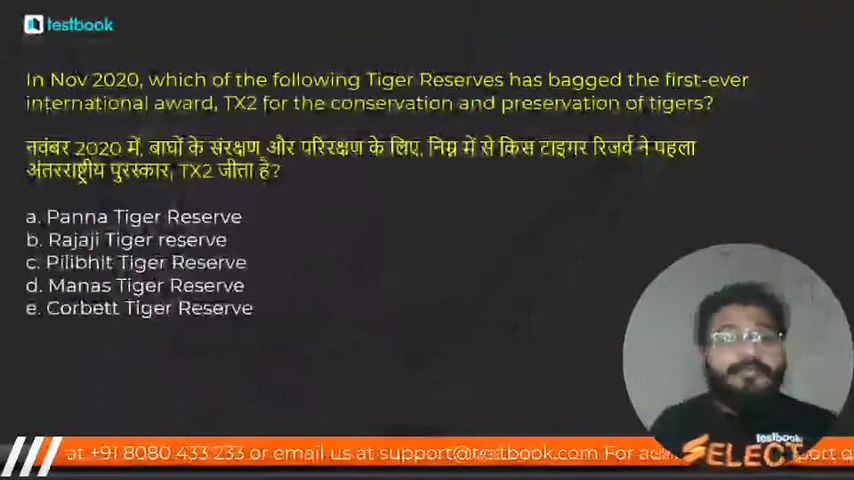 testbook
In Nov 2020, which of the following Tiger Reserves has bagged the first-ever
international award, TX2 for the conservation and preservation of tigers?
नवंबर 2020 में, बाघों के संरक्षण और परिरक्षण के लिए, निम्न में से किस टाइगर रिजर्व ने पहला
अंतरराष्ट्रीय पुरस्कार, TX2 जीता है?
a. Panna Tiger Reserve
b. Rajaji Tiger reserve
c. Pilibhit Tiger Reserve
d. Manas Tiger Reserve
e. Corbett Tiger Reserve
testbook
SELECT
at +91 8080 433 233 or email us at support@testbook.com For